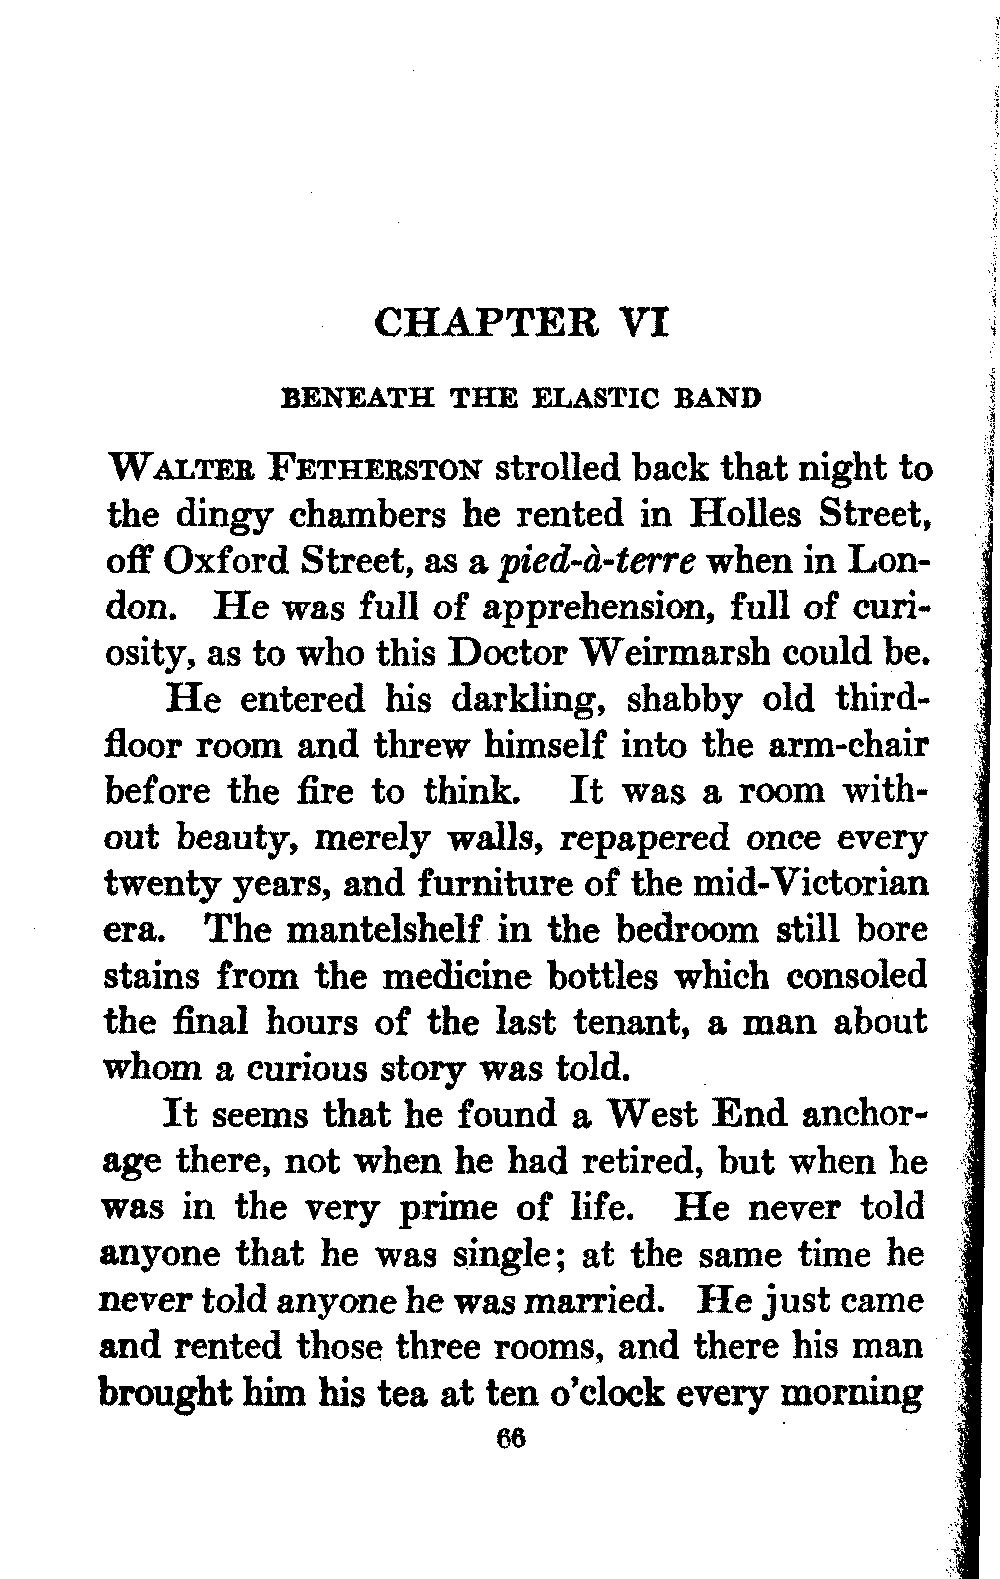 CHAPTER VI
BENEATH THE ELASTIC BAND
WALTER FETHERSTON strolled back that night to
the dingy chambers he rented in Holles Street,
off Oxford Street, as a pied-à-terre when in Lon-
don. He was full of apprehension, full of curi-
osity, as to who this Doctor Weirmarsh could be.
He entered his darkling, shabby old third-
floor room and threw himself into the arm-chair
before the fire to think. It was a room with-
out beauty, merely walls, repapered once every
twenty years, and furniture of the mid-Victorian
era. The mantelshelf in the bedroom still bore
stains from the medicine bottles which consoled
the final hours of the last tenant, a man about
whom a curious story was told.
It seems that he found a West End anchor-
age there, not when he had retired, but when he
was in the very prime of life. He never told
anyone that he was single; at the same time he
never told anyone he was married. He just came
and rented those three rooms, and there his man
brought him his tea at ten o'clock every morning
66